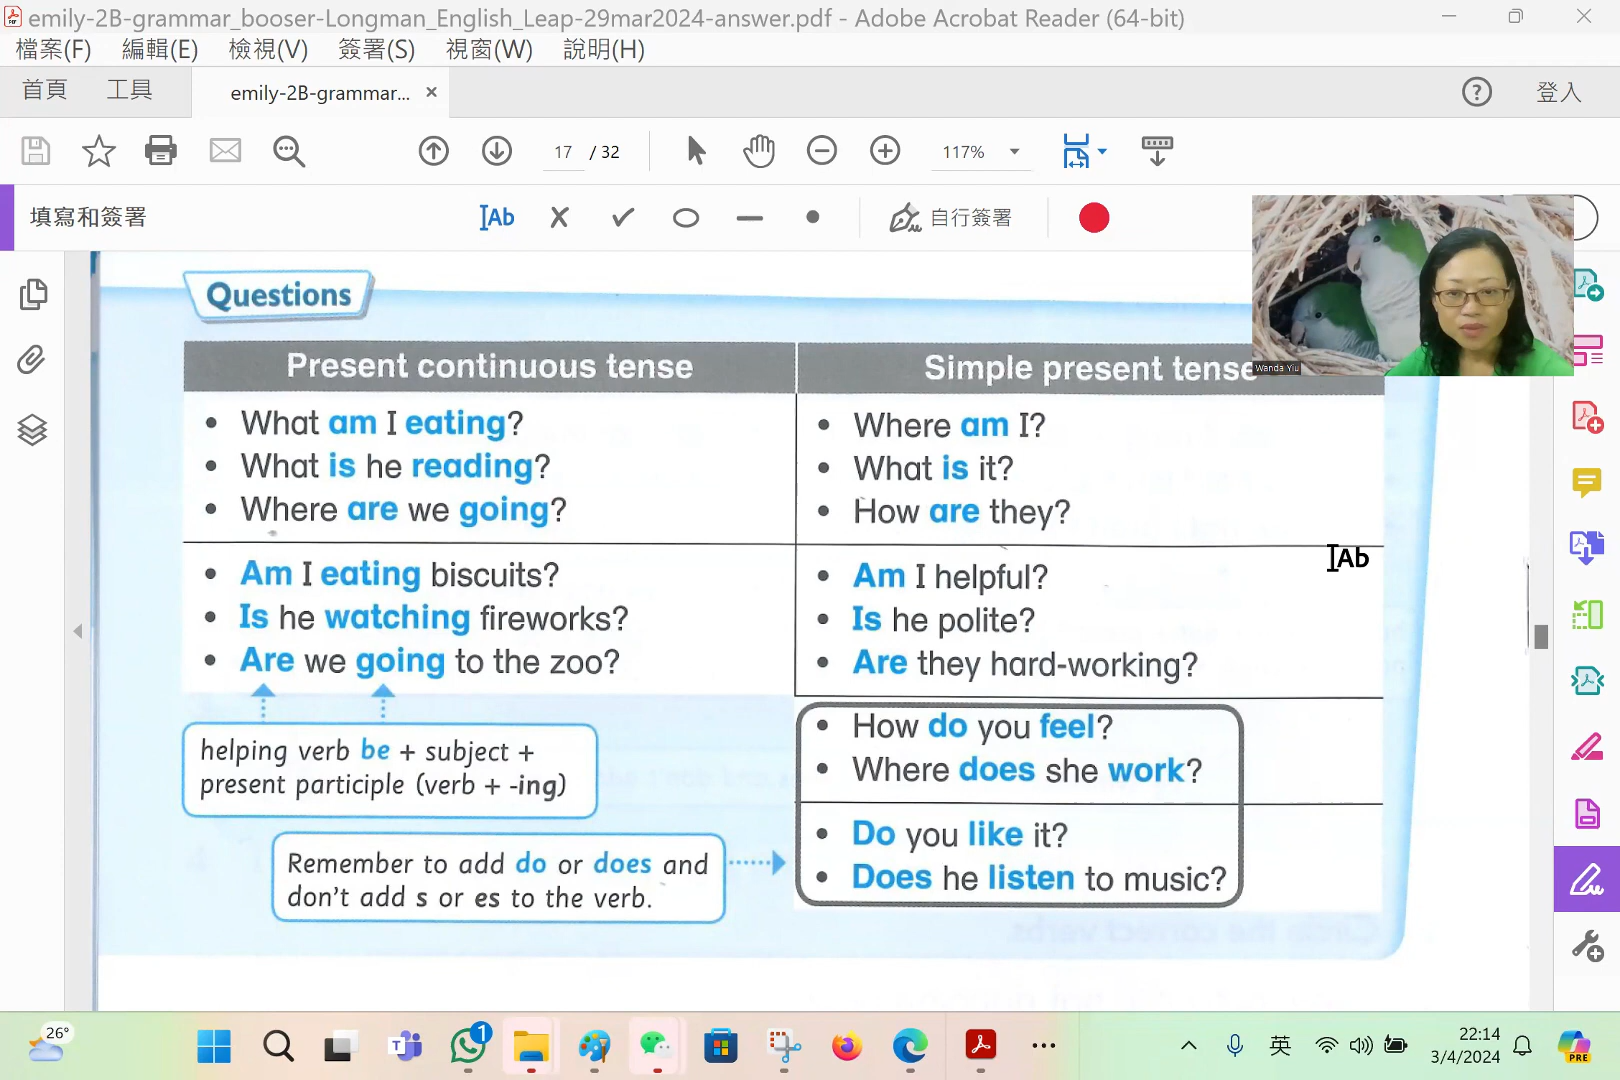 emily-2B-grammar_booser-Longman_English_Leap-29mar2024-answer.pdf - Adobe Acrobat Reader (64-bit)
檔案(F) 編輯(E) 檢視(V) 簽署(S) 視窗(W) 說明(H)
首頁 工具 emily-2B-grammar... × ? 登入
17 / 32 117%
填寫和簽署 Ab 自行簽署
Wanda Yiu
Questions
Present continuous tense
• What am I eating?
• What is he reading?
• Where are we going?
• Am I eating biscuits?
• Is he watching fireworks?
• Are we going to the zoo?
helping verb be + subject +
present participle (verb + -ing)
Remember to add do or does and
don't add s or es to the verb.
Simple present tense
• Where am I?
• What is it?
• How are they?
Ab
• Am I helpful?
• Is he polite?
• Are they hard-working?
• How do you feel?
• Where does she work?
• Do you like it?
• Does he listen to music?
26°
1
英
22:14
3/4/2024
PRE